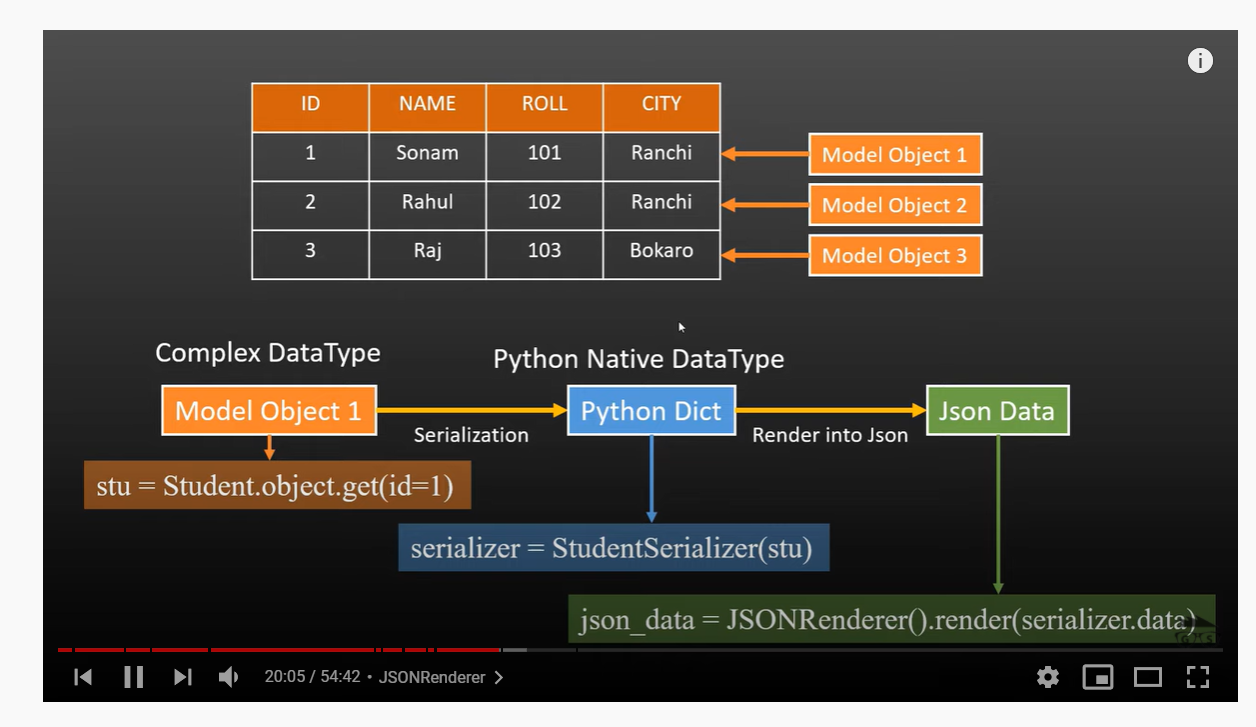 i
ID NAME ROLL CITY
1 Sonam 101 Ranchi
2 Rahul 102 Ranchi
3 Raj 103 Bokaro
Model Object 1
Model Object 2
Model Object 3
Complex DataType
Python Native DataType
Model Object 1
Serialization
Python Dict
Render into Json
Json Data
stu = Student.object.get(id=1)
serializer = StudentSerializer(stu)
json_data = JSONRenderer().render(serializer.data)
20:05 / 54:42 • JSONRenderer